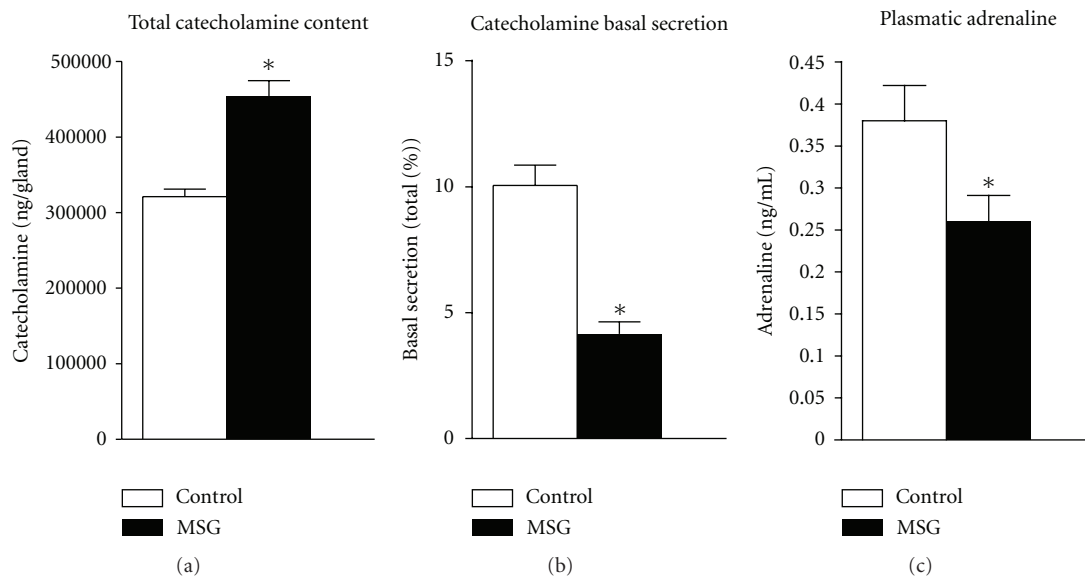 Total catecholamine content
Catecholamine (ng/gland)
500000
400000
300000
200000
100000
0
*
Control
MSG
(a)
Catecholamine basal secretion
Basal secretion (total (%))
15
10
5
0
*
Control
MSG
(b)
Plasmatic adrenaline
Adrenaline (ng/mL)
0.45
0.4
0.35
0.3
0.25
0.2
0.15
0.1
0.05
0
*
Control
MSG
(c)